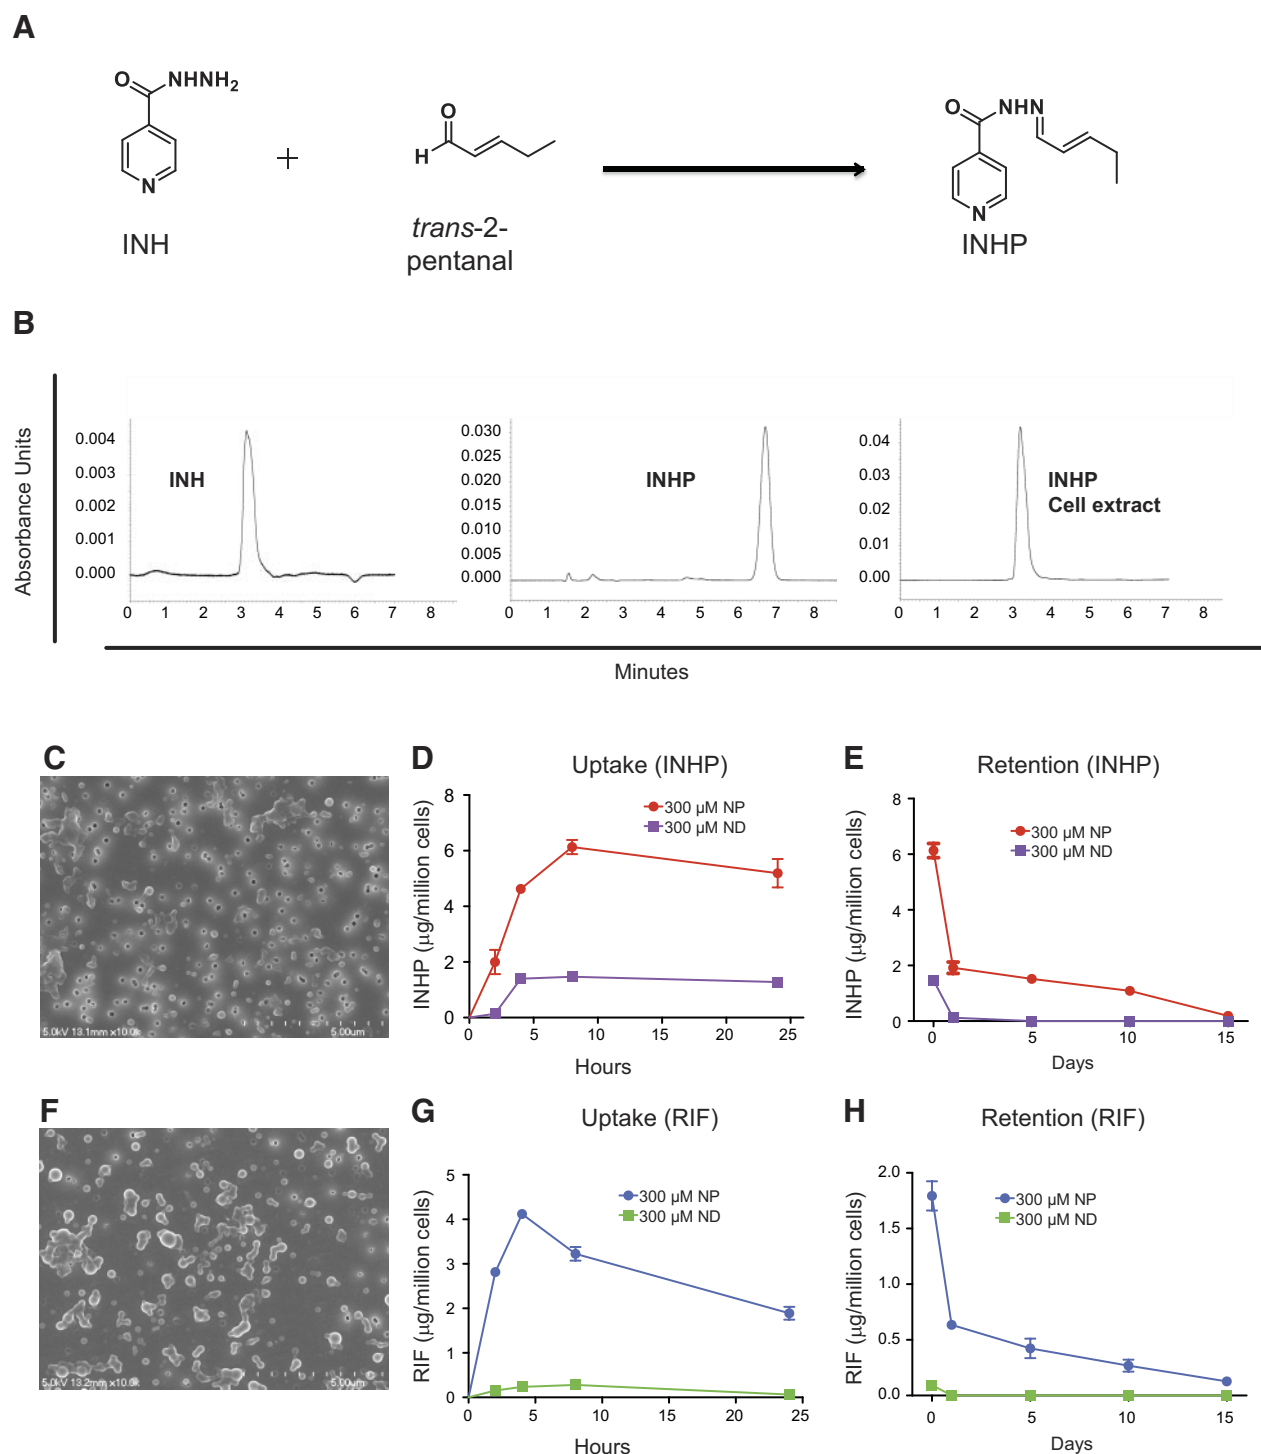 A
O
NHNH2
N
INH
+
O
H
trans-2-
pentanal
O
NHN
N
INHP
B
Absorbance Units
0.004
0.003
0.002
0.001
0.000
INH
0 1 2 3 4 5 6 7 8
0.030
0.025
0.020
0.015
0.010
0.005
0.000
INHP
0 1 2 3 4 5 6 7 8
0.04
0.03
0.02
0.01
0.00
INHP
Cell extract
0 1 2 3 4 5 6 7 8
Minutes
C
5.0kV 13.1mm x10.0k 5.00um
D
Uptake (INHP)
INHP (µg/million cells)
8
6
4
2
0
300 µM NP
300 µM ND
0 5 10 15 20 25
Hours
E
Retention (INHP)
INHP (µg/million cells)
8
6
4
2
0
300 µM NP
300 µM ND
0 5 10 15
Days
F
5.0kV 13.2mm x10.0k 5.00um
G
Uptake (RIF)
RIF (µg/million cells)
5
4
3
2
1
0
300 µM NP
300 µM ND
0 5 10 15 20 25
Hours
H
Retention (RIF)
RIF (µg/million cells)
2.0
1.5
1.0
0.5
0.0
300 µM NP
300 µM ND
0 5 10 15
Days